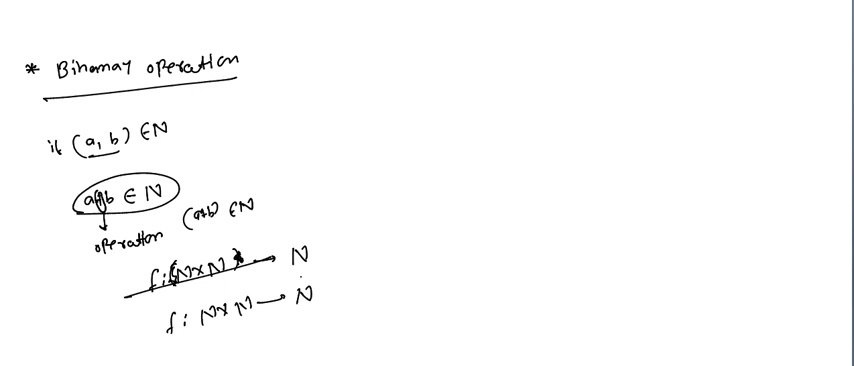 * Binomay operation
if (a, b) ∈ N
a+b ∈ N
(a+b) ∈ N
operation
f: (N×N) → N
f: N×N → N